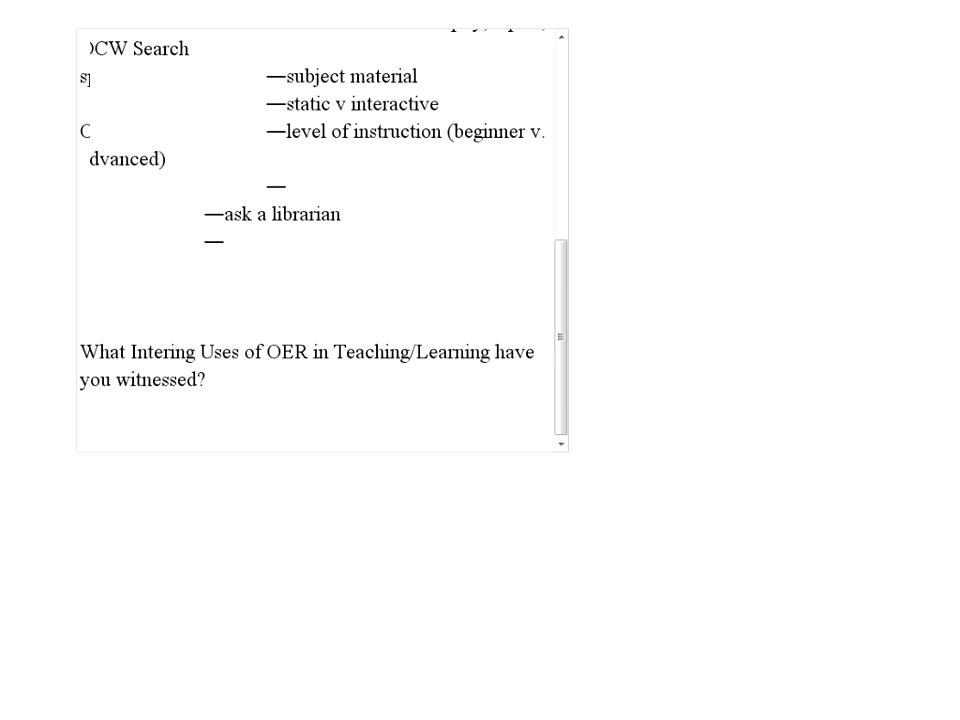 CW Search
—subject material
—static v interactive
—level of instruction (beginner v.
dvanced)
—
—ask a librarian
—
What Intering Uses of OER in Teaching/Learning have
you witnessed?